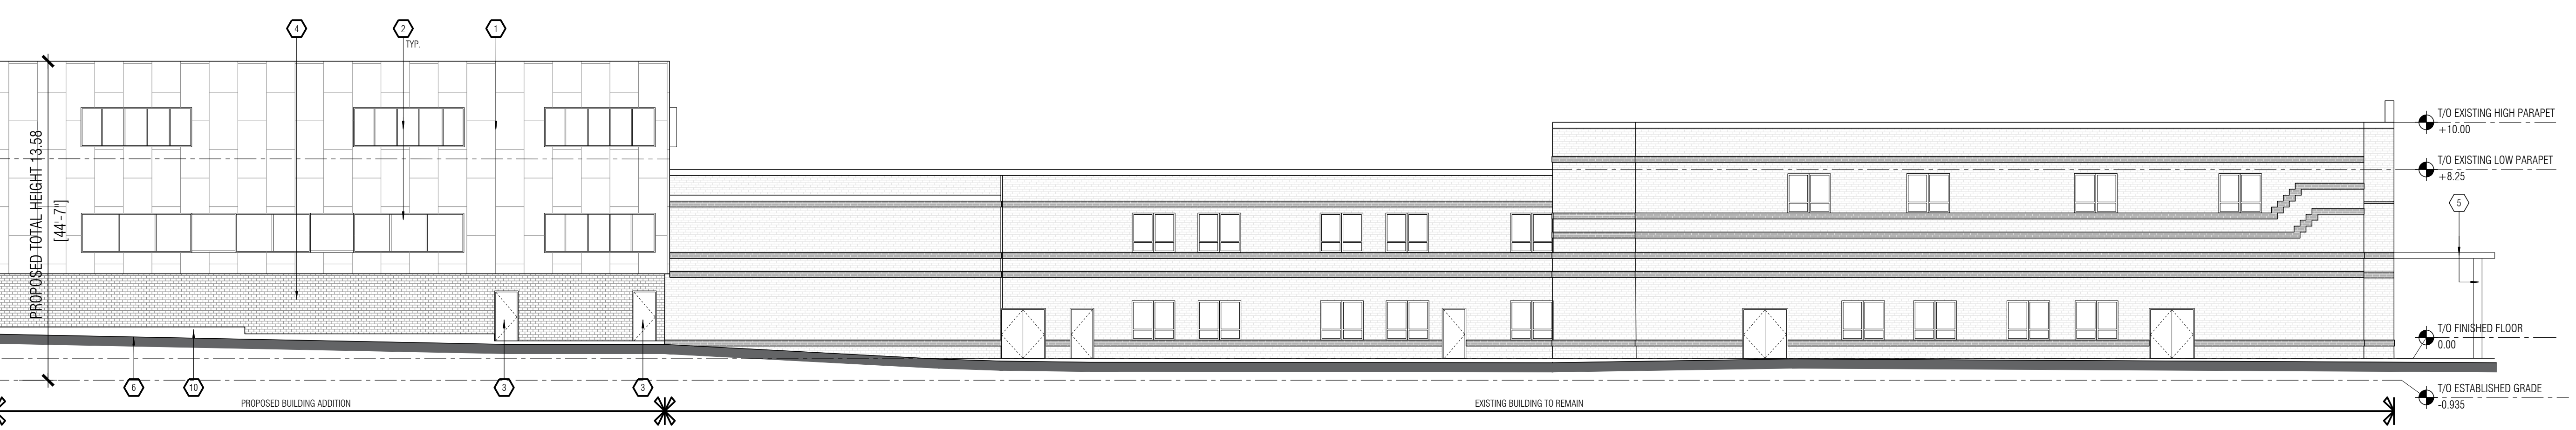 4
2
TYP.
1
PROPOSED TOTAL HEIGHT 13.58
[44'-7"]
T/O EXISTING HIGH PARAPET
+10.00
T/O EXISTING LOW PARAPET
+8.25
5
T/O FINISHED FLOOR
0.00
6
10
3
3
T/O ESTABLISHED GRADE
-0.935
PROPOSED BUILDING ADDITION
EXISTING BUILDING TO REMAIN